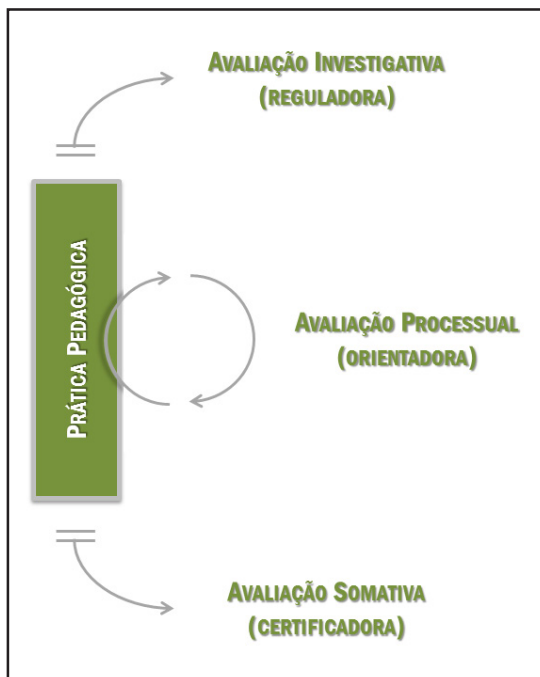 Avaliação Investigativa
(reguladora)
Prática Pedagógica
Avaliação Processual
(orientadora)
Avaliação Somativa
(certificadora)